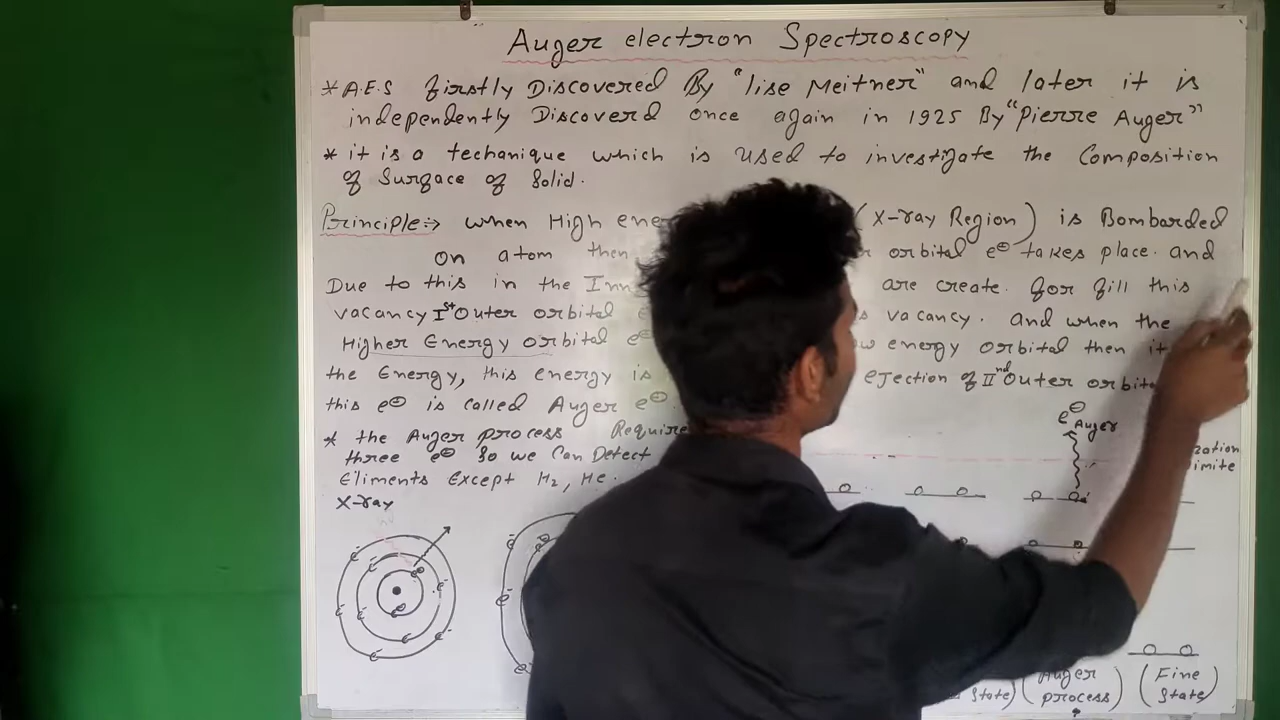 Auger electron Spectroscopy
* A.E.S firstly Discovered By "lise Meitner" and later it is
independently Discovered once again in 1925 By "Pierre Auger"
* it is a techanique which is used to investigate the Composition
of Surface of Solid.
Principle:→ when High ene (X-ray Region) is Bombarded
on atom then orbital e⊖ takes place. and
Due to this in the Inn are create. for fill this
vacancy Ist Outer orbital vacancy. and when the
Higher Energy orbital e⊖ energy orbital then it
the Energy, this energy is ejection of IInd Outer orbita
this e⊖ is Called Auger e⊖.
* the Auger process Require
three e⊖ So we Can Detect
Eliments Except H2, He.
X-ray
e⊖ Auger
zation
limite
e⁻ e⁻ e⁻ e⁻ e⁻ e⁻ e⁻
e⁻ e⁻
State) (Auger process) (Fine State)